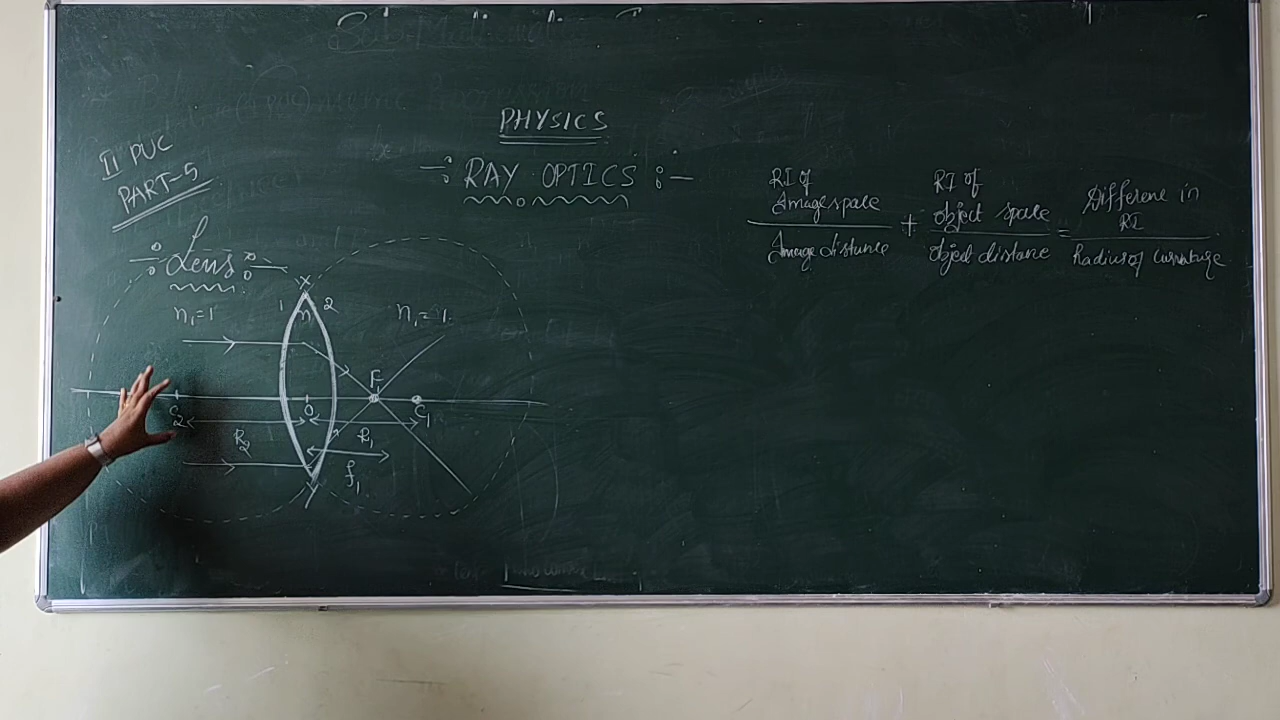 PHYSICS
-: RAY OPTICS :-
II PUC
PART-5
-: Lens :-
X
1 n 2
n₁=1
n₁=1
F₁
C₂ O C₁
R₂ R₁
f₁
Y
RI of Image space / Image distance + RI of Object space / Object distance = Differene in RI / Radius of Curvature